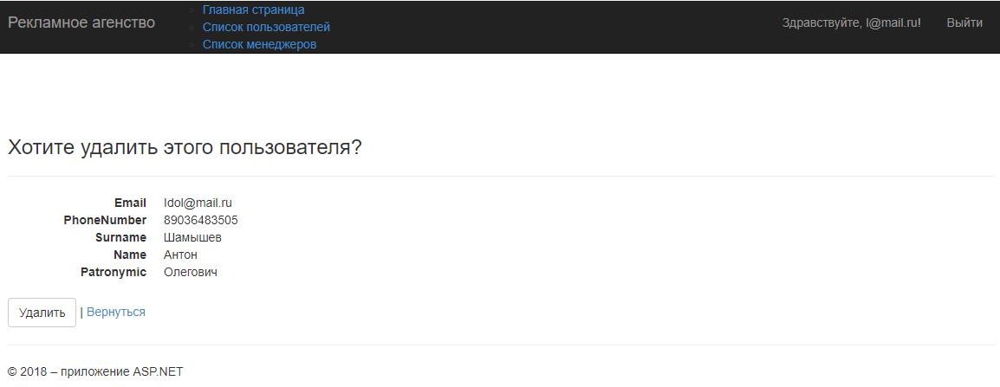 Рекламное агенство
Главная страница
Список пользователей
Список менеджеров
Здравствуйте, l@mail.ru!
Выйти
Хотите удалить этого пользователя?
Email Idol@mail.ru
PhoneNumber 89036483505
Surname Шамышев
Name Антон
Patronymic Олегович
Удалить | Вернуться
© 2018 – приложение ASP.NET